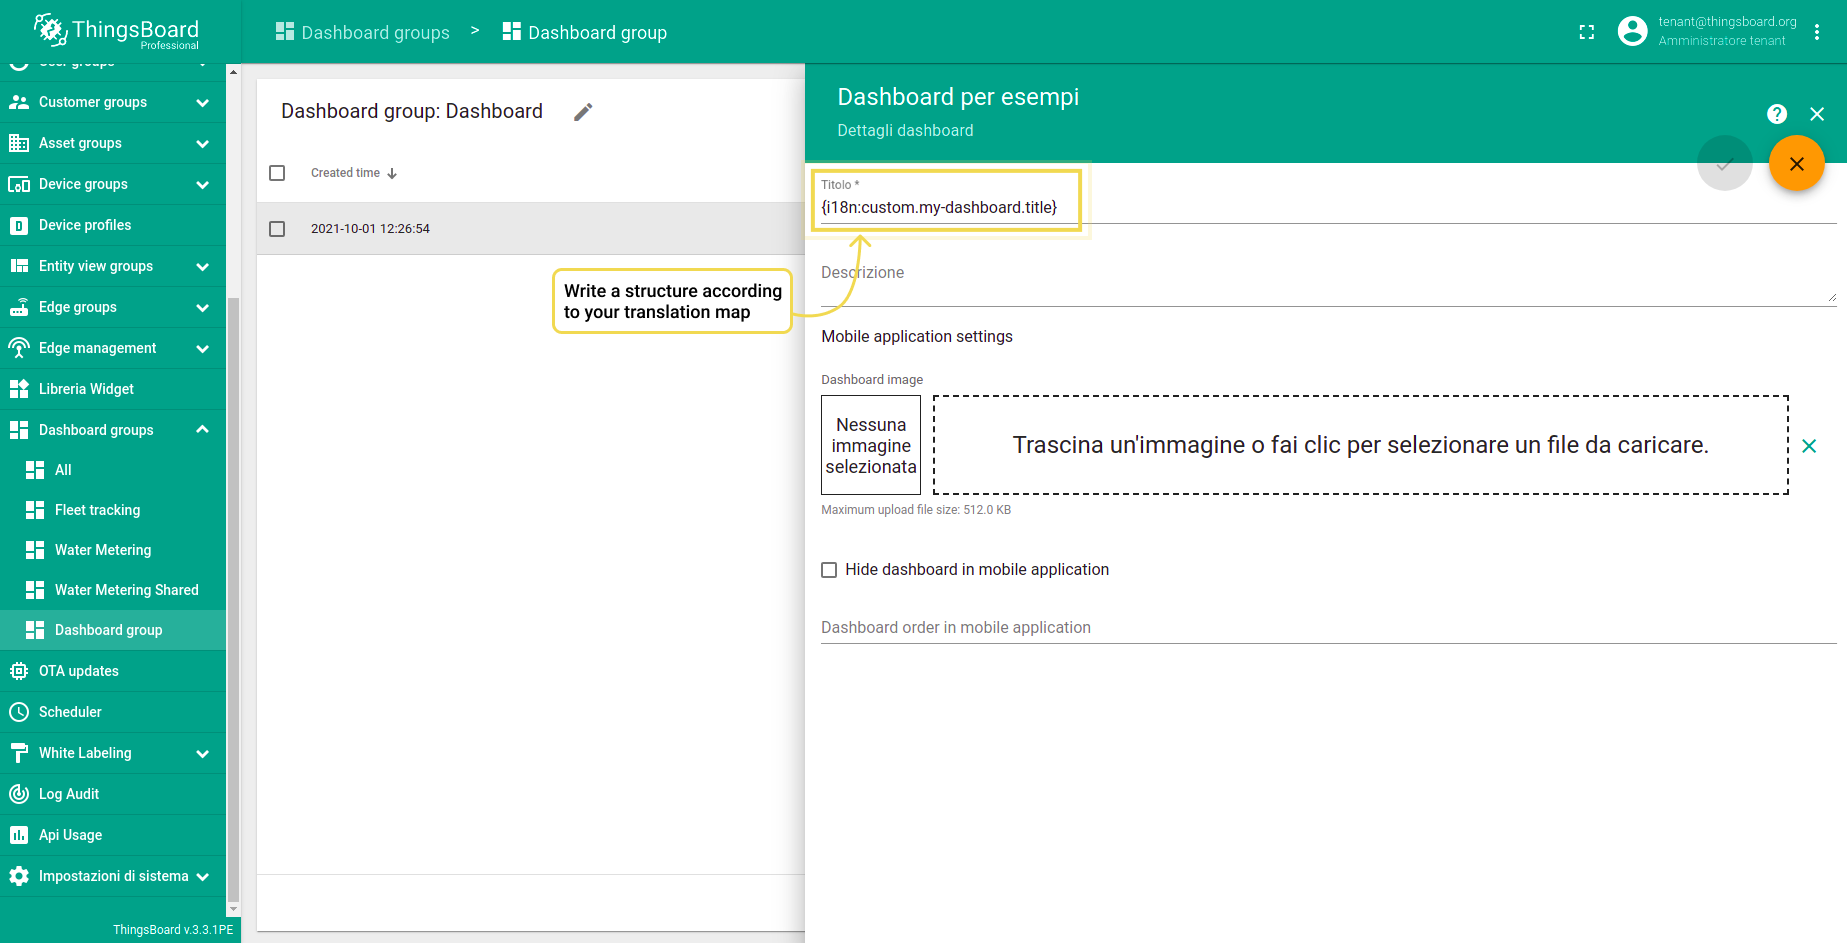 ThingsBoard
Professional
Dashboard groups > Dashboard group
tenant@thingsboard.org
Amministratore tenant
User groups
Customer groups
Asset groups
Device groups
Device profiles
Entity view groups
Edge groups
Edge management
Libreria Widget
Dashboard groups
All
Fleet tracking
Water Metering
Water Metering Shared
Dashboard group
OTA updates
Scheduler
White Labeling
Log Audit
Api Usage
Impostazioni di sistema
ThingsBoard v.3.3.1PE
Dashboard group: Dashboard
Created time
2021-10-01 12:26:54
Write a structure according
to your translation map
Dashboard per esempi
Dettagli dashboard
Titolo *
{i18n:custom.my-dashboard.title}
Descrizione
Mobile application settings
Dashboard image
Nessuna
immagine
selezionata
Trascina un'immagine o fai clic per selezionare un file da caricare.
Maximum upload file size: 512.0 KB
Hide dashboard in mobile application
Dashboard order in mobile application